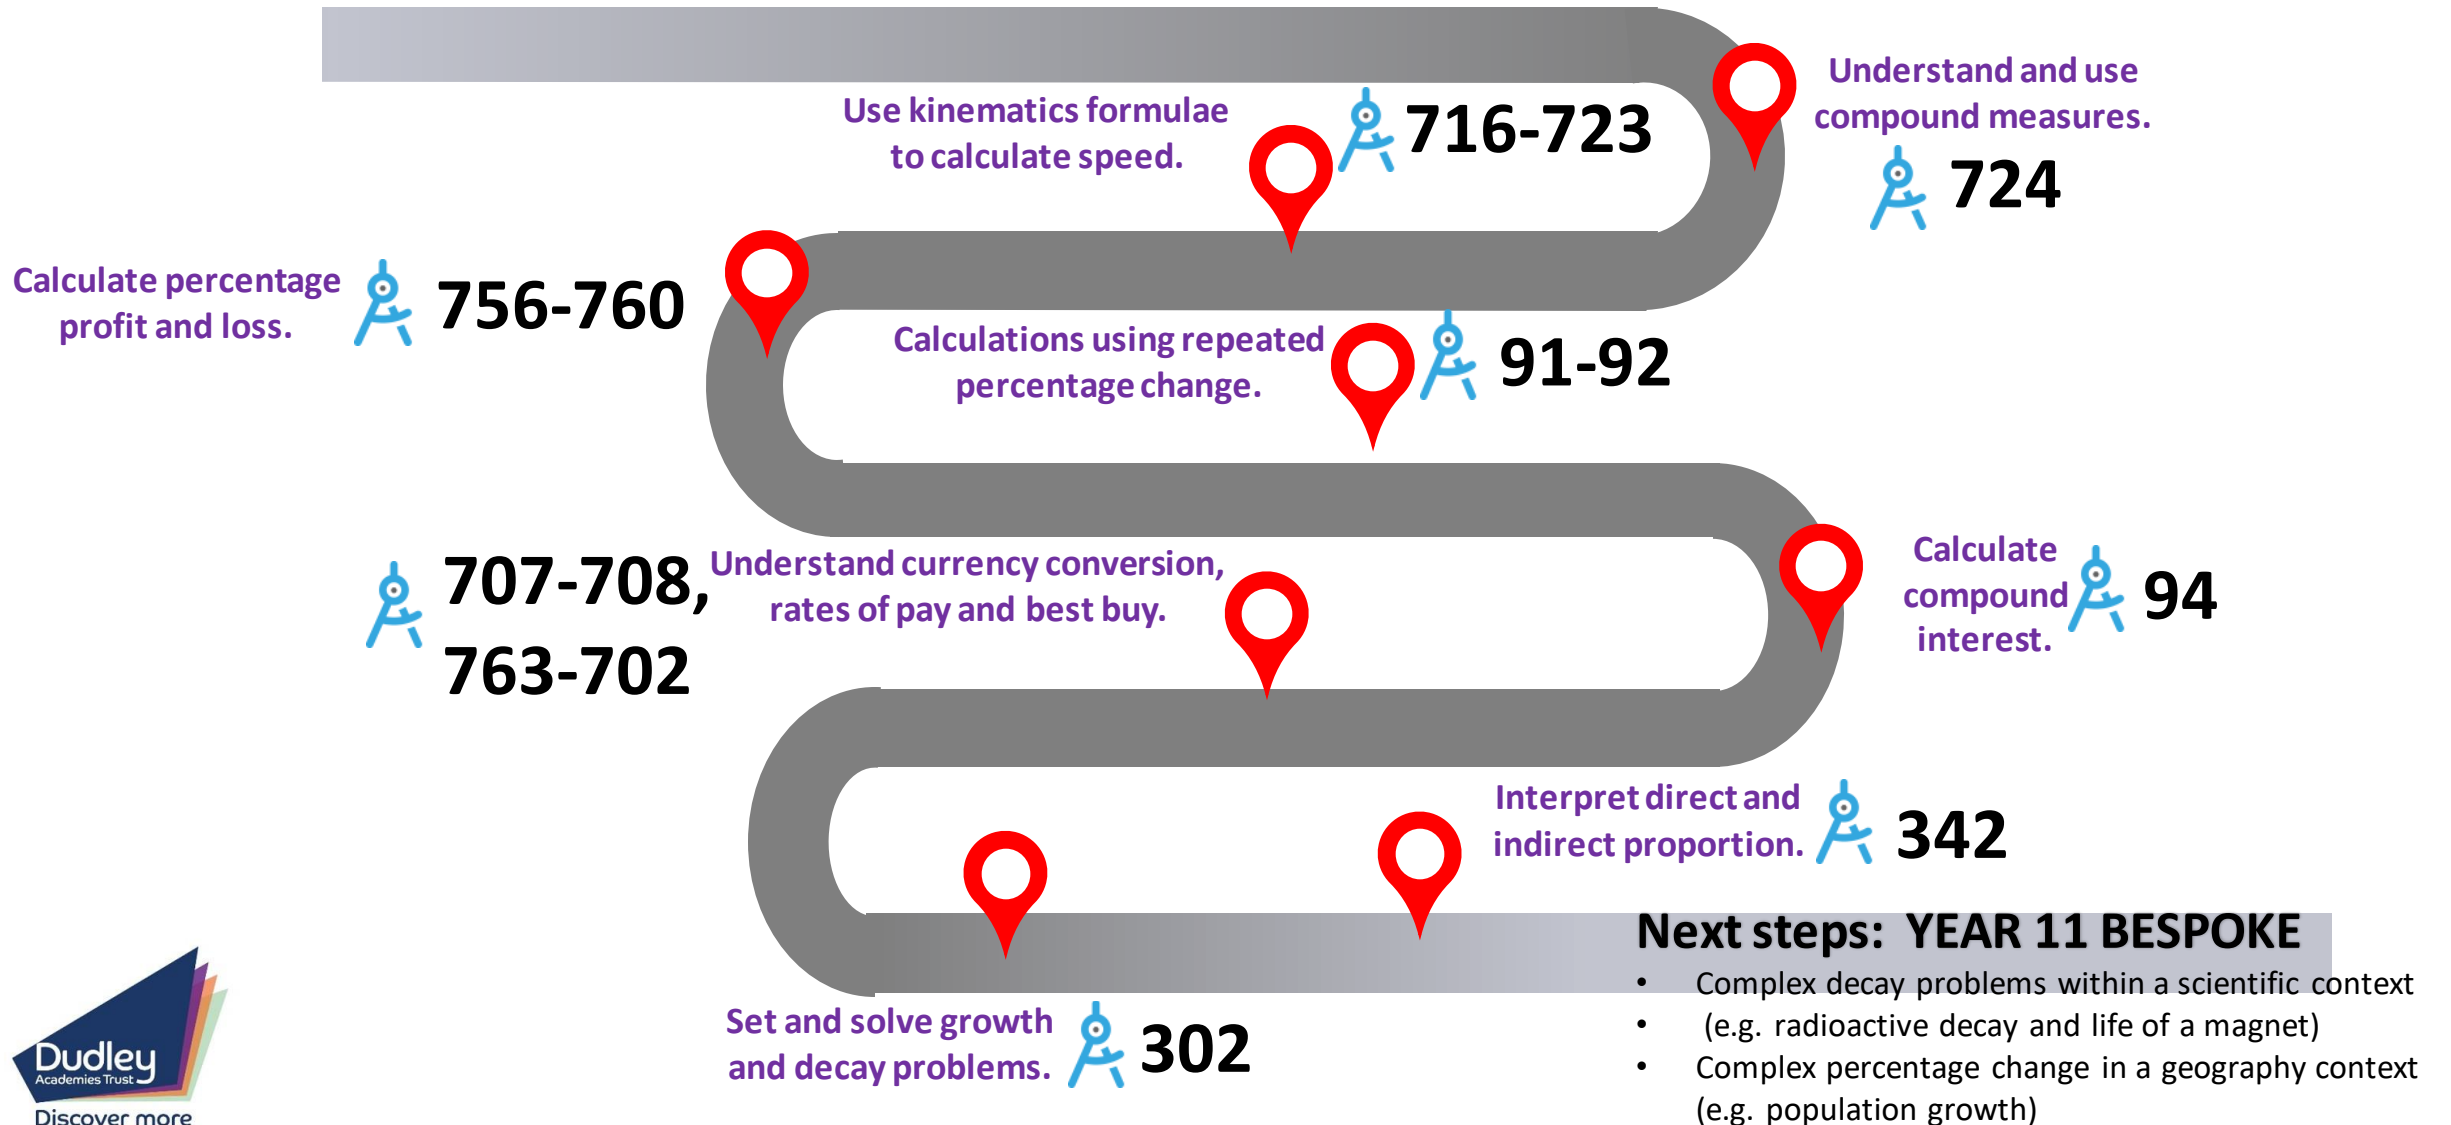 Understand and use
compound measures.
724
Use kinematics formulae
to calculate speed.
716-723
Calculate percentage
profit and loss.
756-760
Calculations using repeated
percentage change.
91-92
Calculate
compound
interest.
94
707-708,
763-702
Understand currency conversion,
rates of pay and best buy.
Interpret direct and
indirect proportion.
342
Set and solve growth
and decay problems.
302
Next steps: YEAR 11 BESPOKE
• Complex decay problems within a scientific context
• (e.g. radioactive decay and life of a magnet)
• Complex percentage change in a geography context
(e.g. population growth)
Dudley
Academies Trust
Discover more